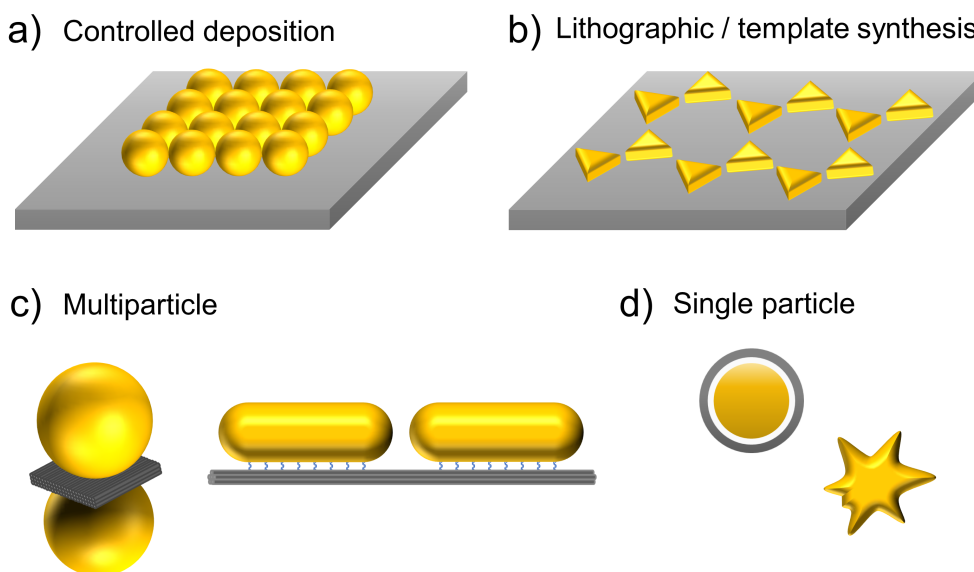 a) Controlled deposition
b) Lithographic / template synthesis
c) Multiparticle
d) Single particle